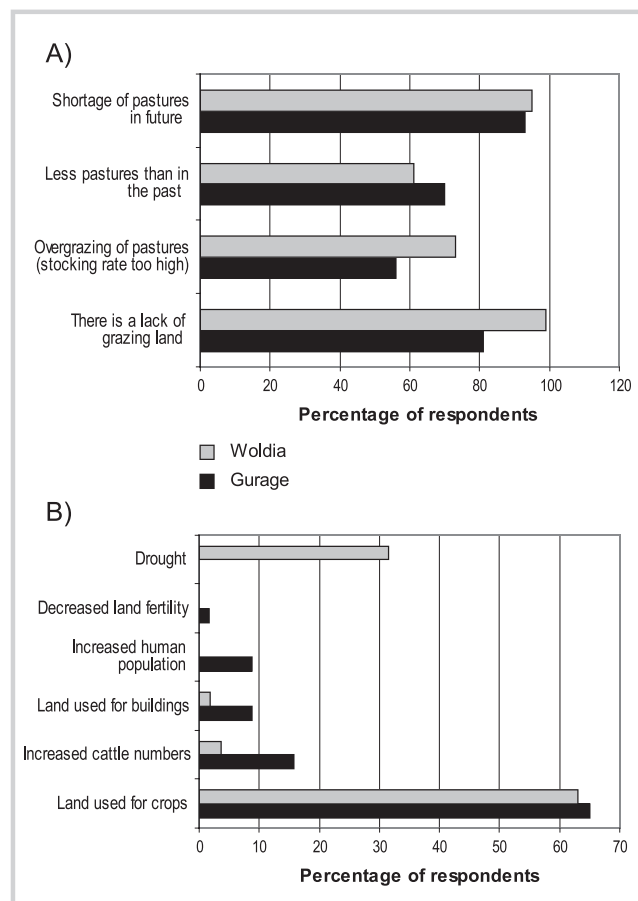 A)
Shortage of pastures
in future
Less pastures than in
the past
Overgrazing of pastures
(stocking rate too high)
There is a lack of
grazing land
0 20 40 60 80 100 120
Percentage of respondents
Woldia
Gurage
B)
Drought
Decreased land fertility
Increased human
population
Land used for buildings
Increased cattle numbers
Land used for crops
0 10 20 30 40 50 60 70
Percentage of respondents